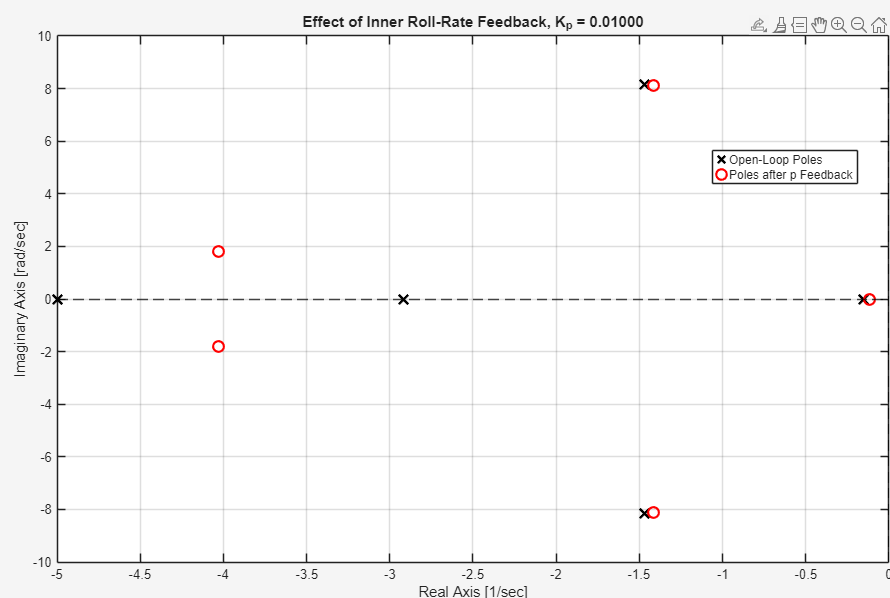 Effect of Inner Roll-Rate Feedback, Kp = 0.01000
10
8
6
4
2
0
-2
-4
-6
-8
-10
Imaginary Axis [rad/sec]
Open-Loop Poles
Poles after p Feedback
-5 -4.5 -4 -3.5 -3 -2.5 -2 -1.5 -1 -0.5 0
Real Axis [1/sec]